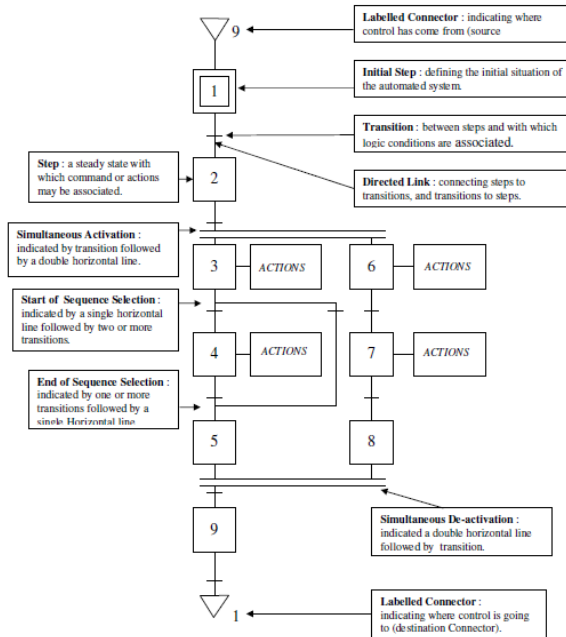 Labelled Connector : indicating where
control has come from (source
9
Initial Step : defining the initial situation of
the automated system.
1
Transition : between steps and with which
logic conditions are associated.
Step : a steady state with
which command or actions
may be associated.
2
Directed Link : connecting steps to
transitions, and transitions to steps.
Simultaneous Activation :
indicated by transition followed
by a double horizontal line.
3
ACTIONS
6
ACTIONS
Start of Sequence Selection :
indicated by a single horizontal
line followed by two or more
transitions.
4
ACTIONS
7
ACTIONS
End of Sequence Selection :
indicated by one or more
transitions followed by a
single Horizontal line
5
8
Simultaneous De-activation :
indicated a double horizontal line
followed by transition.
9
Labelled Connector :
indicating where control is going
to (destination Connector).
1